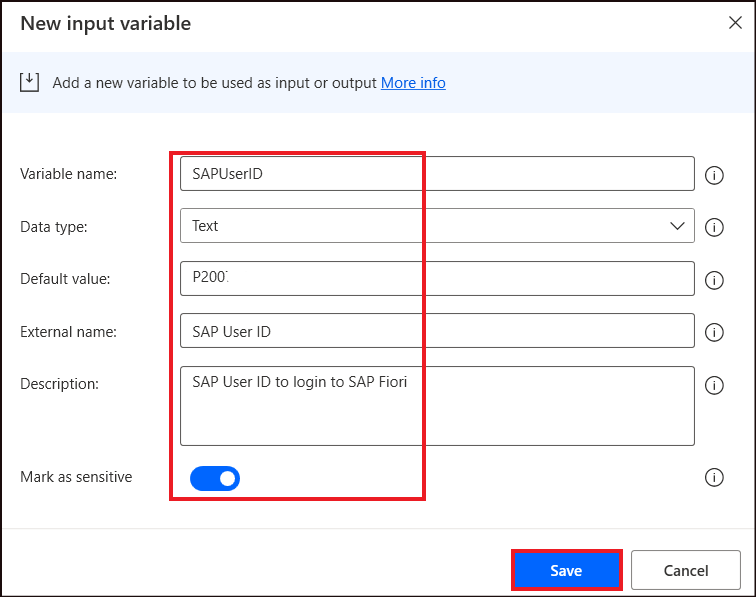 New input variable
Add a new variable to be used as input or output More info
Variable name:
SAPUserID
Data type:
Text
Default value:
External name:
SAP User ID
Description:
SAP User ID to login to SAP Fiori
Mark as sensitive
Save
Cancel